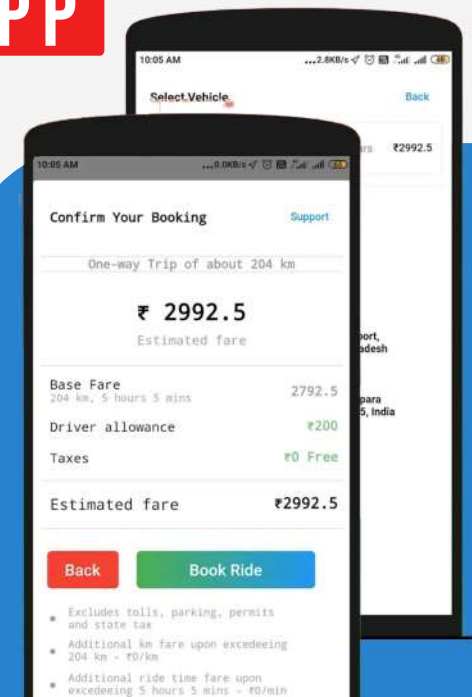 PP
10:05 AM
...2.8KB/s
Select Vehicle
Back
₹2992.5
10:05 AM
...0.0KB/s
Confirm Your Booking
Support
One-way Trip of about 204 km
₹ 2992.5
Estimated fare
port,
adesh
Base Fare
2792.5
204 km, 5 hours 5 mins
para
5, India
Driver allowance
₹200
Taxes
₹0 Free
Estimated fare
₹2992.5
Back
Book Ride
Excludes tolls, parking, permits
and state tax
Additional km fare upon excedeeing
204 km - ₹0/km
Additional ride time fare upon
excedeeing 5 hours 5 mins - ₹0/min